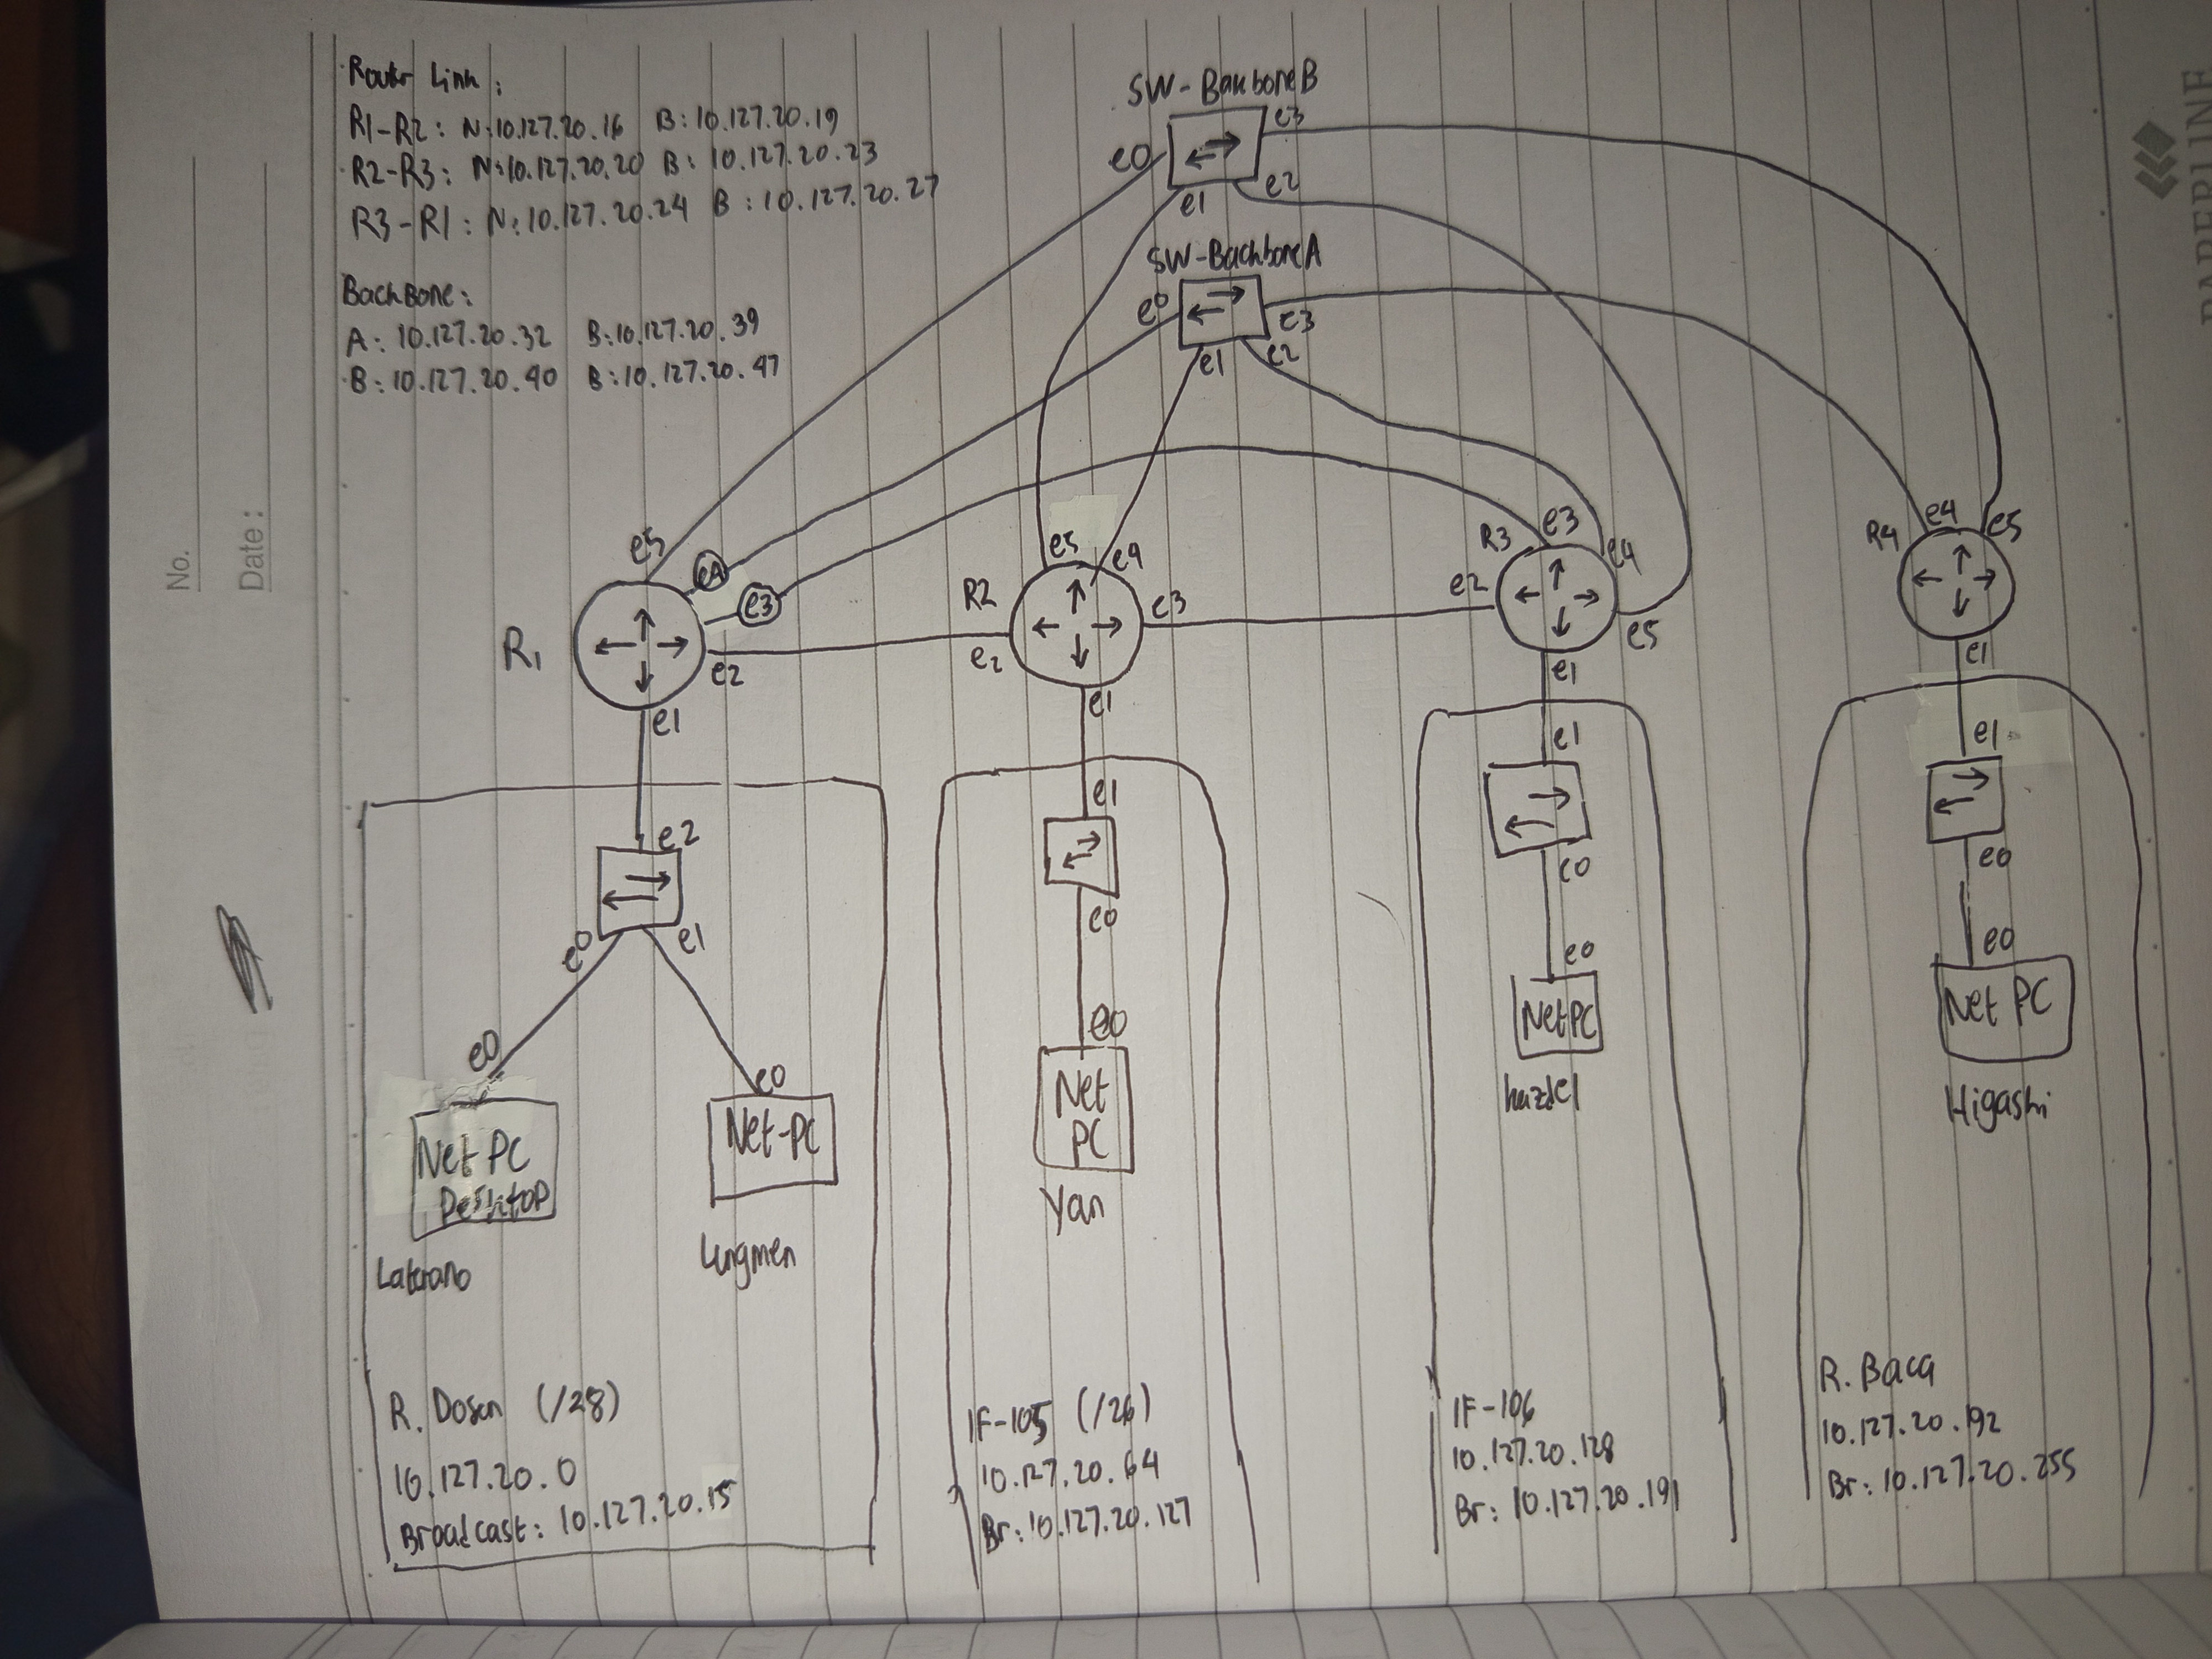 No.
Date :
Router Link :
R1-R2 : N:10.127.20.16 B:10.127.20.19
R2-R3 : N:10.127.20.20 B:10.127.20.23
R3-R1 : N:10.127.20.24 B:10.127.20.27
BackBone :
A : 10.127.20.32 B:10.127.20.39
B : 10.127.20.40 B:10.127.20.47
SW-BackboneB
e0
e1
e2
e3
SW-BackboneA
e0
e1
e2
e3
R1
e5
e4
e3
e2
e1
R2
e2
e5
e4
e3
e1
R3
e2
e3
e4
e5
e1
R4
e4
e5
e1
e2
e0
e1
e0
e0
Net PC
Desktop
Net-PC
e1
e0
e0
Net
PC
Yan
e1
e0
e0
Net PC
e1
e0
e0
Net PC
Higashi
R. Dosen (/28)
10.127.20.0
Broadcast : 10.127.20.15
IF-105 (/26)
10.127.20.64
Br : 10.127.20.127
IF-106
10.127.20.128
Br : 10.127.20.191
R. Baca
10.127.20.192
Br : 10.127.20.255
PAPERLINE